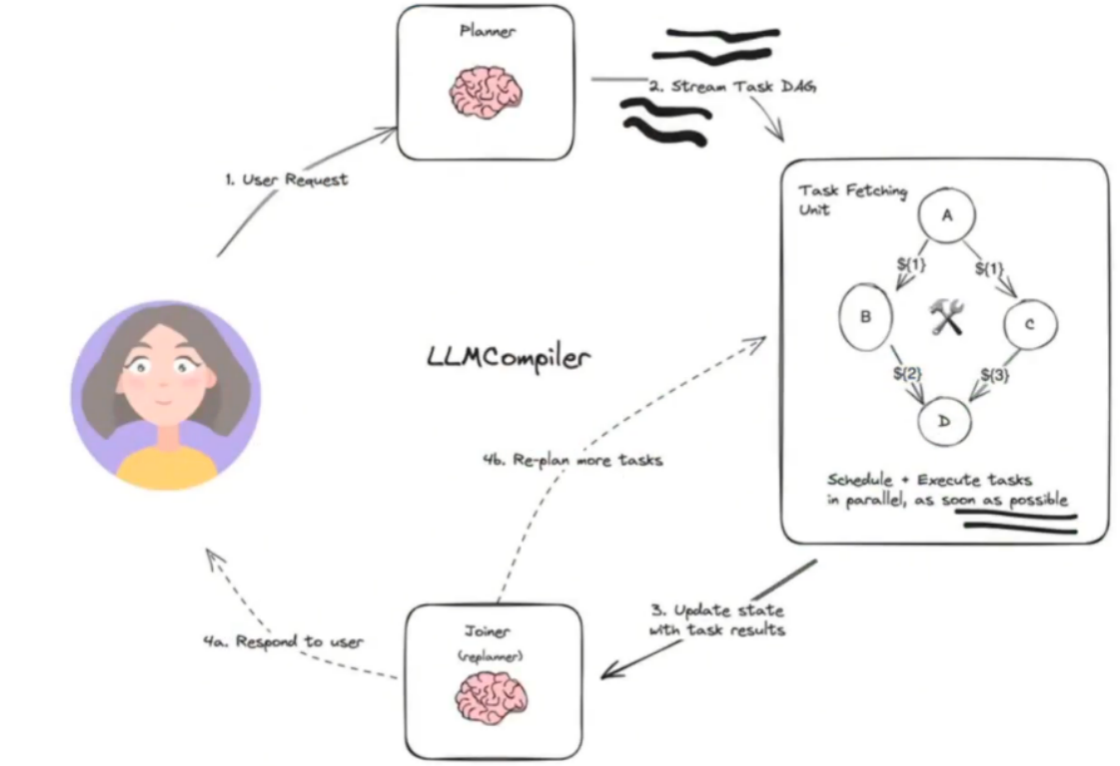 Planner
2. Stream Task DAG
1. User Request
Task Fetching
Unit
A
${1}
${1}
B
C
${2}
${3}
D
Schedule + Execute tasks
in parallel, as soon as possible
LLMCompiler
4b. Re-plan more tasks
3. Update state
with task results
Joiner
(replanner)
4a. Respond to user